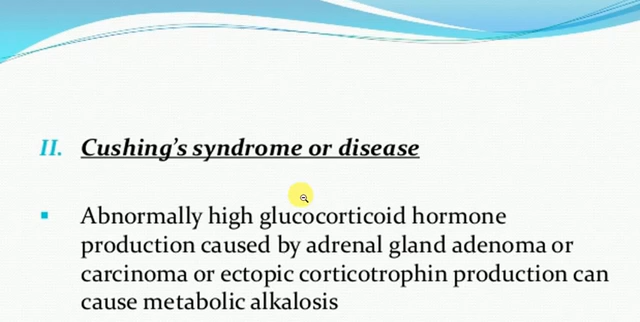 II. Cushing's syndrome or disease
▪ Abnormally high glucocorticoid hormone
production caused by adrenal gland adenoma or
carcinoma or ectopic corticotrophin production can
cause metabolic alkalosis